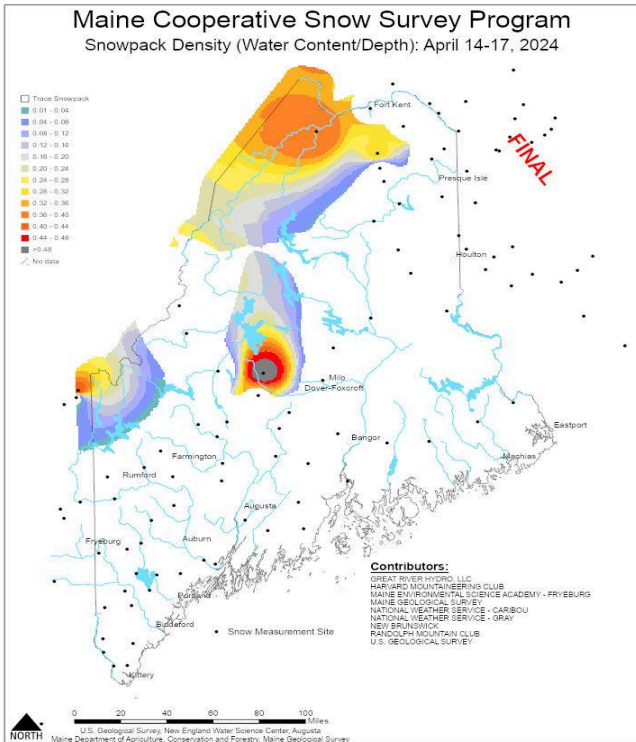 Maine Cooperative Snow Survey Program
Snowpack Density (Water Content/Depth): April 14-17, 2024
Trace Snowpack
0.01 - 0.04
0.04 - 0.08
0.08 - 0.12
0.12 - 0.16
0.16 - 0.20
0.20 - 0.24
0.24 - 0.28
0.28 - 0.32
0.32 - 0.36
0.36 - 0.40
0.40 - 0.44
0.44 - 0.48
>0.48
No data
Fort Kent
FINAL
Presque Isle
Houlton
Milo
Dover-Foxcroft
Eastport
Bangor
Machias
Farmington
Rumford
Augusta
Fryeburg
Auburn
Portland
Biddeford
Kittery
Snow Measurement Site
Contributors:
GREAT RIVER HYDRO, LLC
HARVARD MOUNTAINEERING CLUB
MAINE ENVIRONMENTAL SCIENCE ACADEMY - FRYEBURG
MAINE GEOLOGICAL SURVEY
NATIONAL WEATHER SERVICE - CARIBOU
NATIONAL WEATHER SERVICE - GRAY
NEW BRUNSWICK
RANDOLPH MOUNTAIN CLUB
U.S. GEOLOGICAL SURVEY
0 20 40 60 80 100
Miles
NORTH
U.S. Geological Survey, New England Water Science Center, Augusta
Maine Department of Agriculture, Conservation and Forestry, Maine Geological Survey